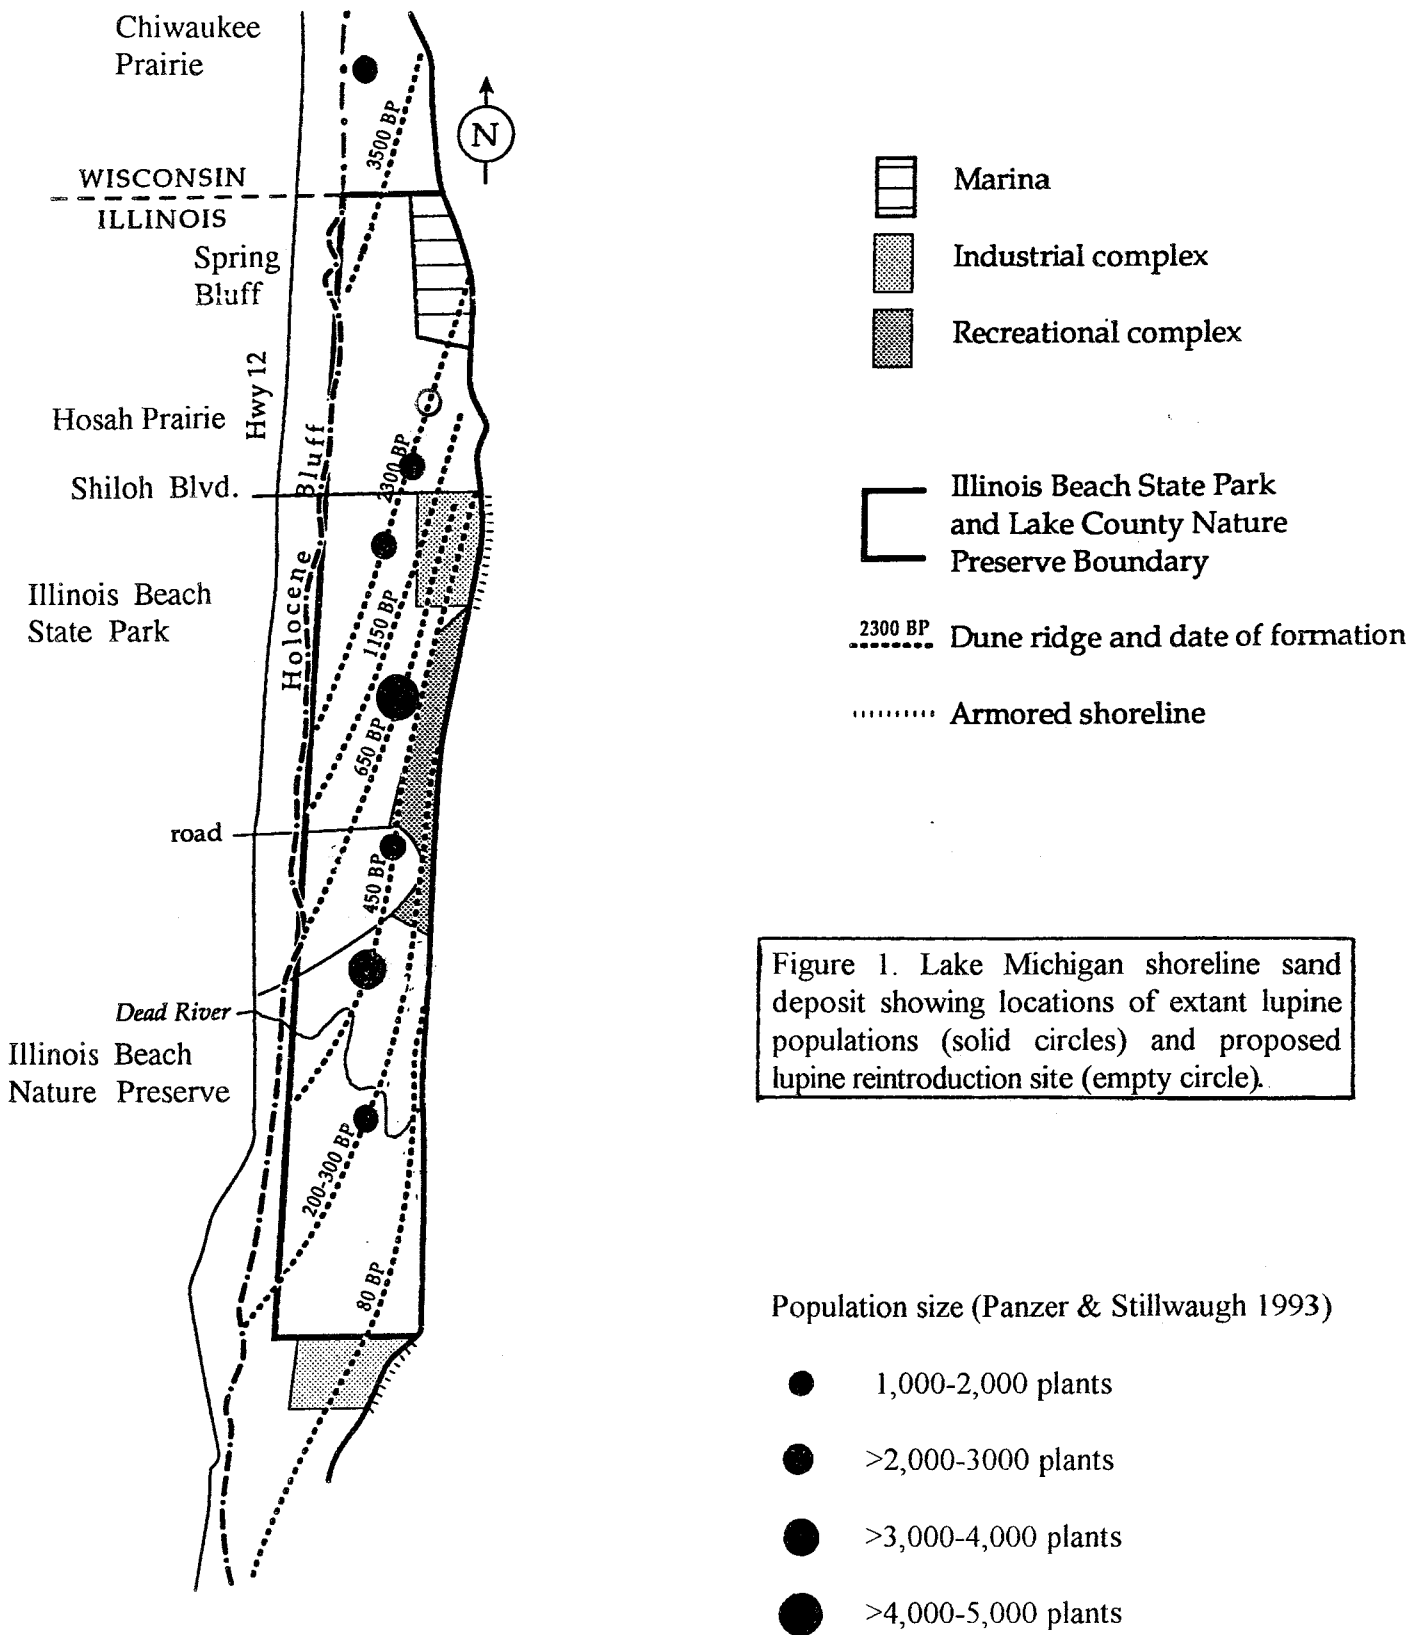 Chiwaukee
Prairie
3500 BP
N
WISCONSIN
ILLINOIS
Spring
Bluff
Hwy 12
Hosah Prairie
Holocene Bluff
2300 BP
Shiloh Blvd.
Illinois Beach
State Park
1150 BP
650 BP
road
450 BP
Dead River
Illinois Beach
Nature Preserve
200-300 BP
80 BP
Marina
Industrial complex
Recreational complex
Illinois Beach State Park
and Lake County Nature
Preserve Boundary
2300 BP
Dune ridge and date of formation
Armored shoreline
Figure 1. Lake Michigan shoreline sand
deposit showing locations of extant lupine
populations (solid circles) and proposed
lupine reintroduction site (empty circle).
Population size (Panzer & Stillwaugh 1993)
1,000-2,000 plants
>2,000-3000 plants
>3,000-4,000 plants
>4,000-5,000 plants